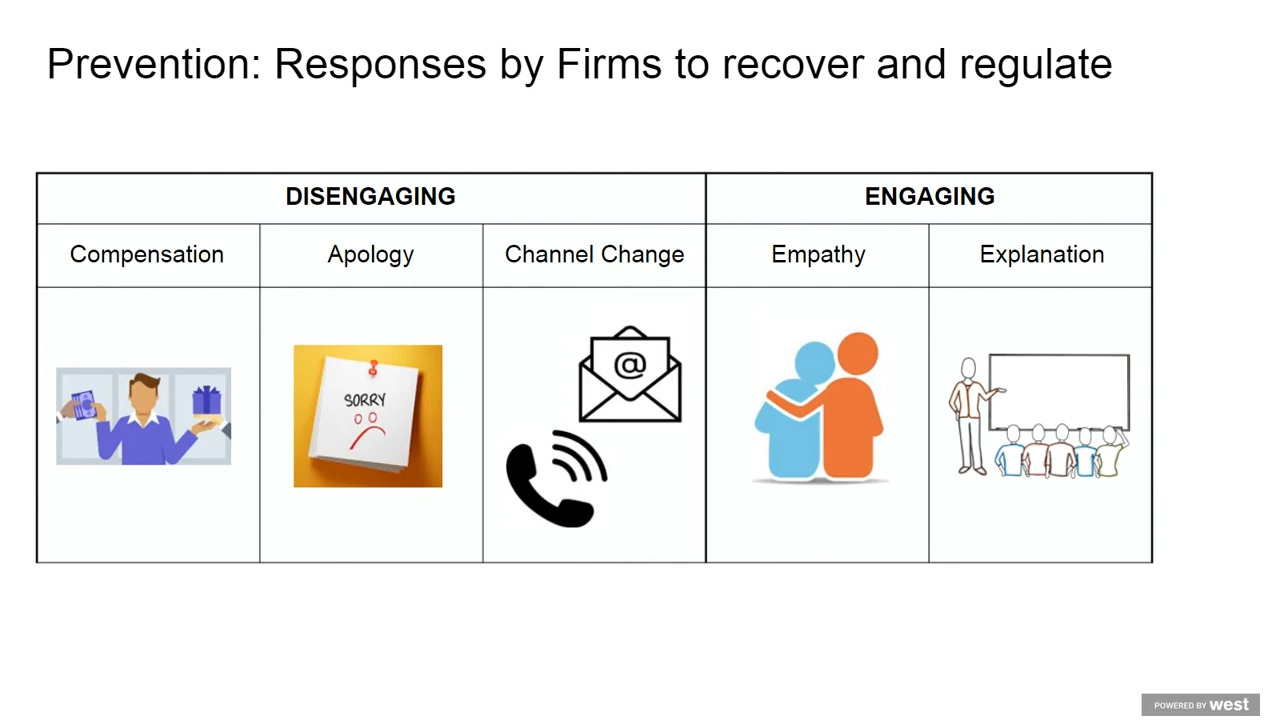 Prevention: Responses by Firms to recover and regulate
DISENGAGING
ENGAGING
Compensation
Apology
Channel Change
Empathy
Explanation
SORRY
@
POWERED BY west